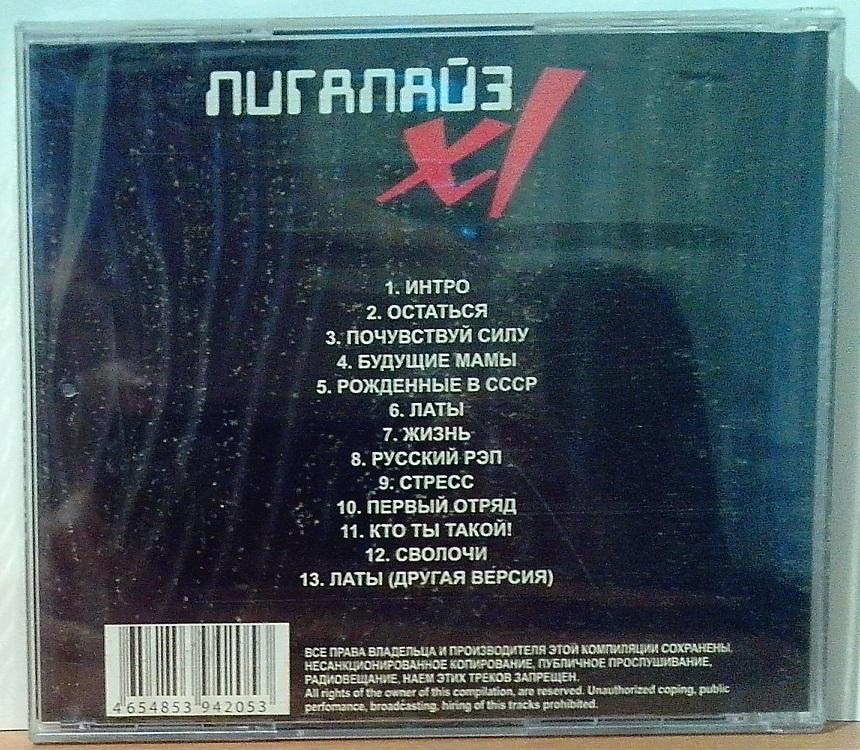 ЛИГАЛАЙЗ
XL
1. ИНТРО
2. ОСТАТЬСЯ
3. ПОЧУВСТВУЙ СИЛУ
4. БУДУЩИЕ МАМЫ
5. РОЖДЕННЫЕ В СССР
6. ЛАТЫ
7. ЖИЗНЬ
8. РУССКИЙ РЭП
9. СТРЕСС
10. ПЕРВЫЙ ОТРЯД
11. КТО ТЫ ТАКОЙ!
12. СВОЛОЧИ
13. ЛАТЫ (ДРУГАЯ ВЕРСИЯ)
ВСЕ ПРАВА ВЛАДЕЛЬЦА И ПРОИЗВОДИТЕЛЯ ЭТОЙ КОМПИЛЯЦИИ СОХРАНЕНЫ.
НЕСАНКЦИОНИРОВАННОЕ КОПИРОВАНИЕ, ПУБЛИЧНОЕ ПРОСЛУШИВАНИЕ,
РАДИОВЕЩАНИЕ, НАЕМ ЭТИХ ТРЕКОВ ЗАПРЕЩЕН.
All rights of the owner of this compilation, are reserved. Unauthorized coping, public
perfomance, broadcasting, hiring of this tracks prohibited.
4 654853 942053